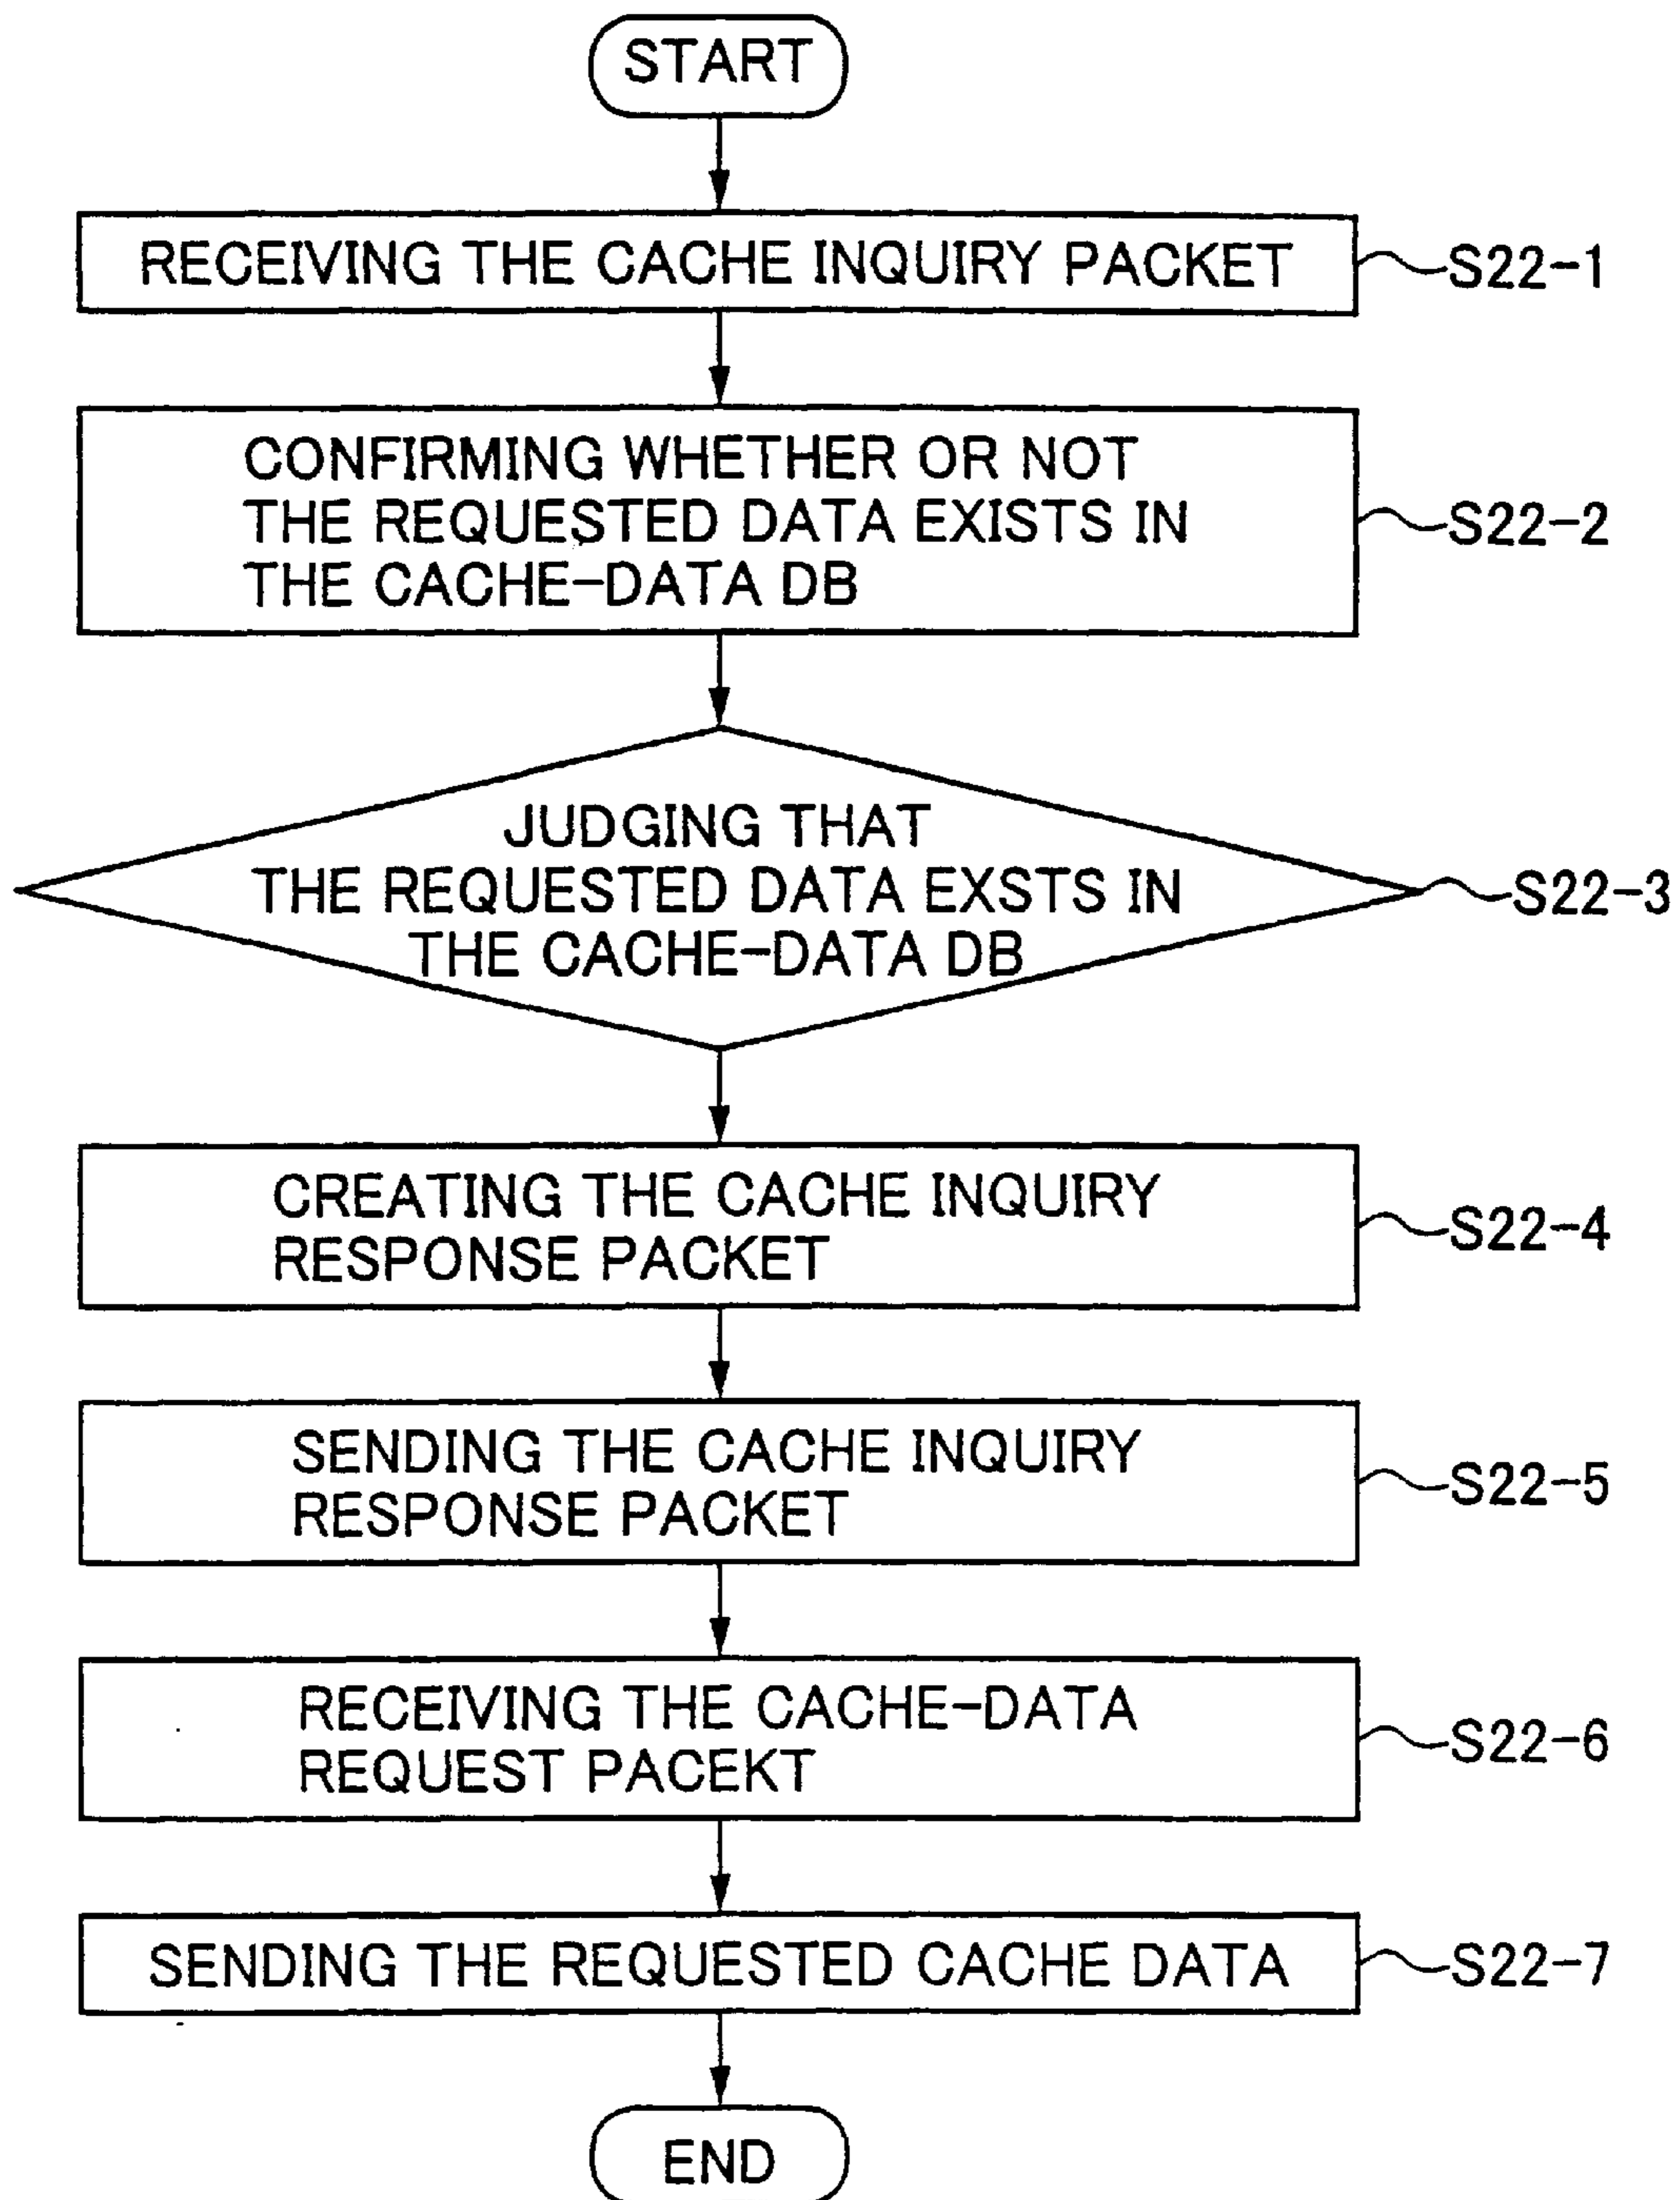 START
RECEIVING THE CACHE INQUIRY PACKET
S22-1
CONFIRMING WHETHER OR NOT
THE REQUESTED DATA EXISTS IN
THE CACHE-DATA DB
S22-2
JUDGING THAT
THE REQUESTED DATA EXSTS IN
THE CACHE-DATA DB
S22-3
CREATING THE CACHE INQUIRY
RESPONSE PACKET
S22-4
SENDING THE CACHE INQUIRY
RESPONSE PACKET
S22-5
RECEIVING THE CACHE-DATA
REQUEST PACEKT
S22-6
SENDING THE REQUESTED CACHE DATA
S22-7
END